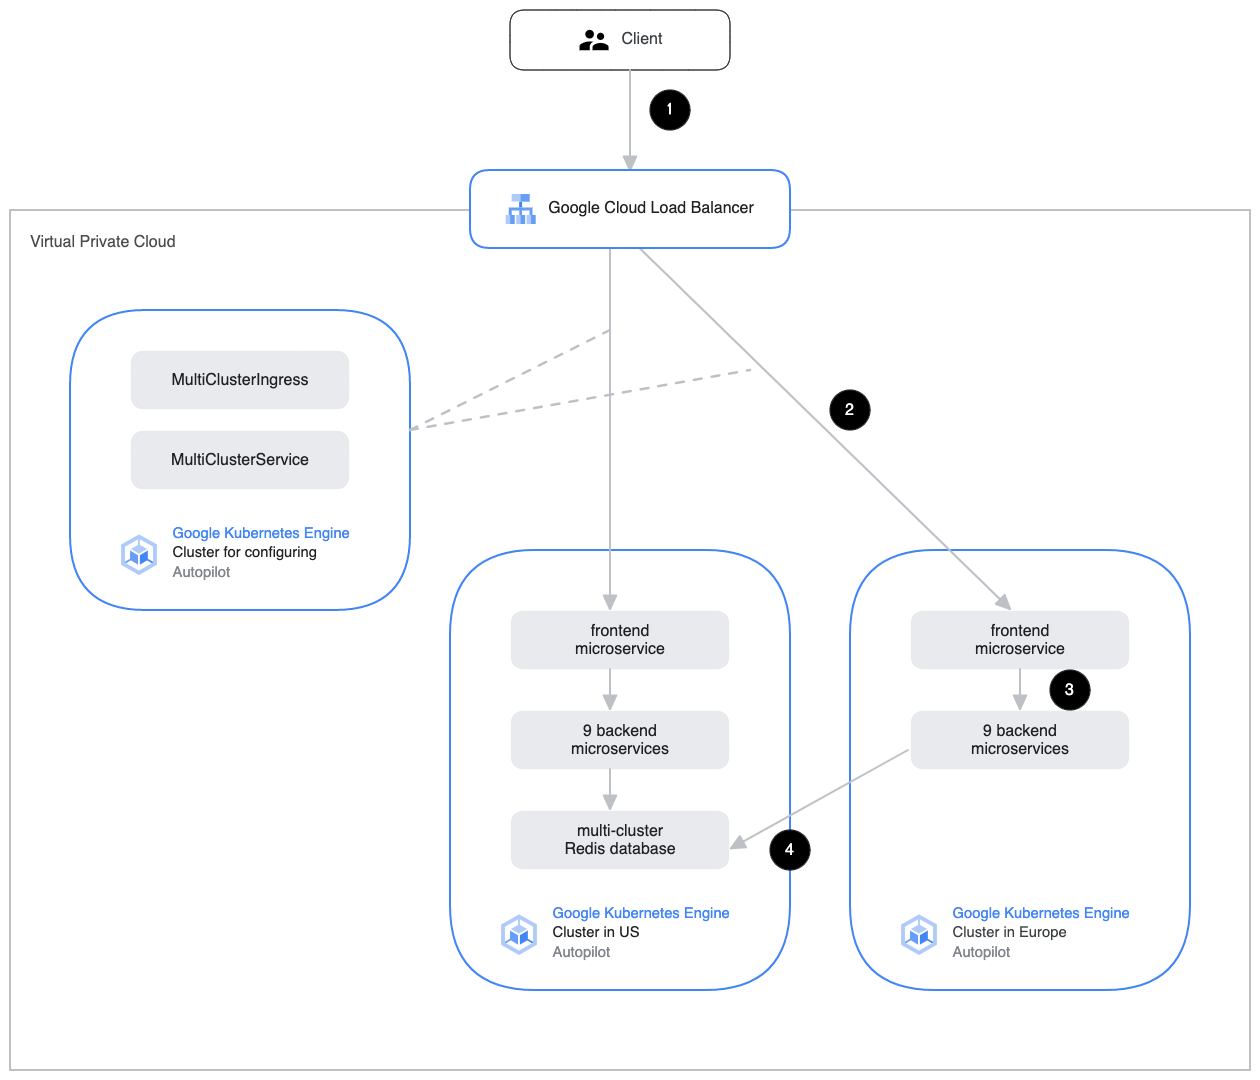 Client
1
Google Cloud Load Balancer
Virtual Private Cloud
MultiClusterIngress
MultiClusterService
Google Kubernetes Engine
Cluster for configuring
Autopilot
2
frontend
microservice
9 backend
microservices
multi-cluster
Redis database
Google Kubernetes Engine
Cluster in US
Autopilot
frontend
microservice
3
9 backend
microservices
4
Google Kubernetes Engine
Cluster in Europe
Autopilot